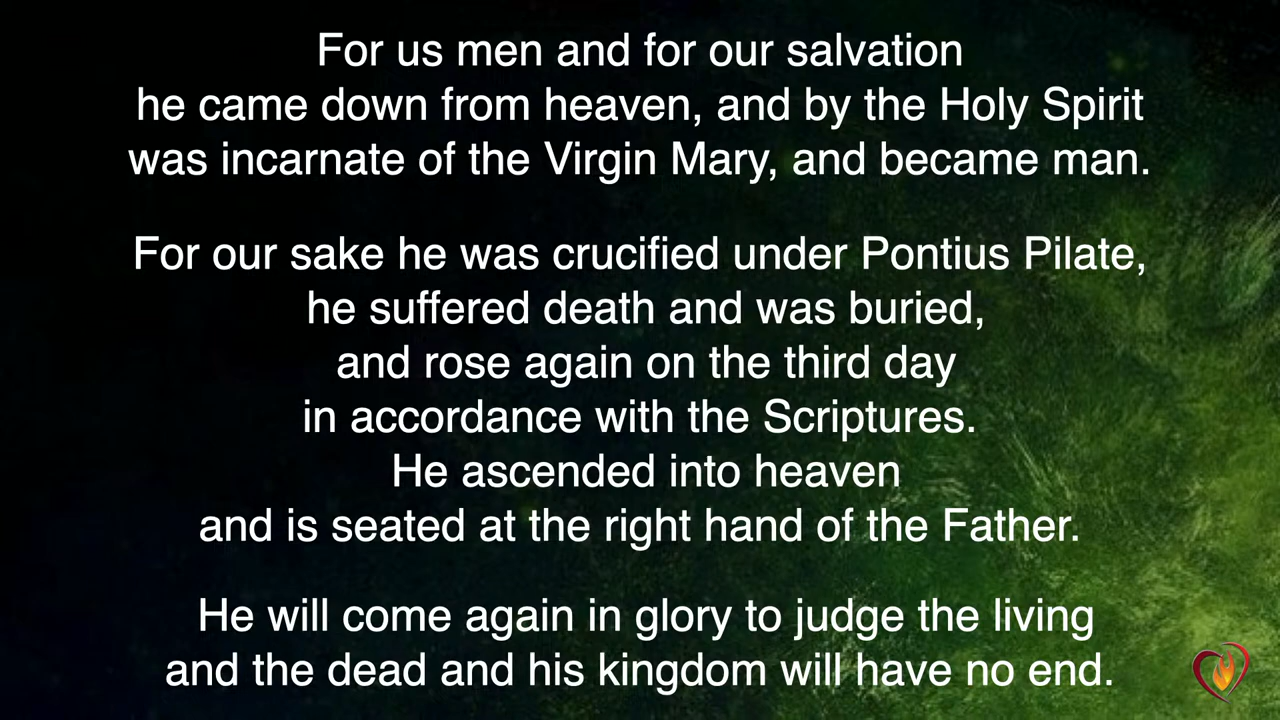 For us men and for our salvation
he came down from heaven, and by the Holy Spirit
was incarnate of the Virgin Mary, and became man.
For our sake he was crucified under Pontius Pilate,
he suffered death and was buried,
and rose again on the third day
in accordance with the Scriptures.
He ascended into heaven
and is seated at the right hand of the Father.
He will come again in glory to judge the living
and the dead and his kingdom will have no end.